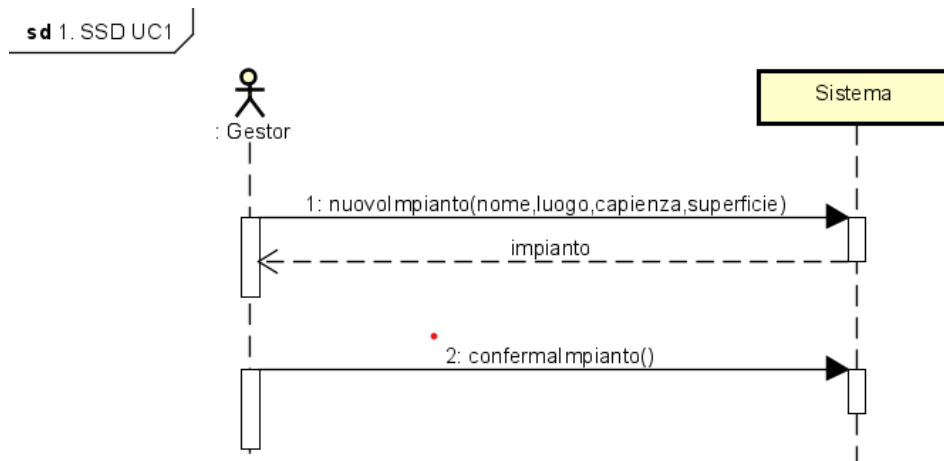 sd 1. SSD UC1
Sistema
: Gestor
1: nuovoImpianto(nome,luogo,capienza,superficie)
impianto
2: confermaImpianto()